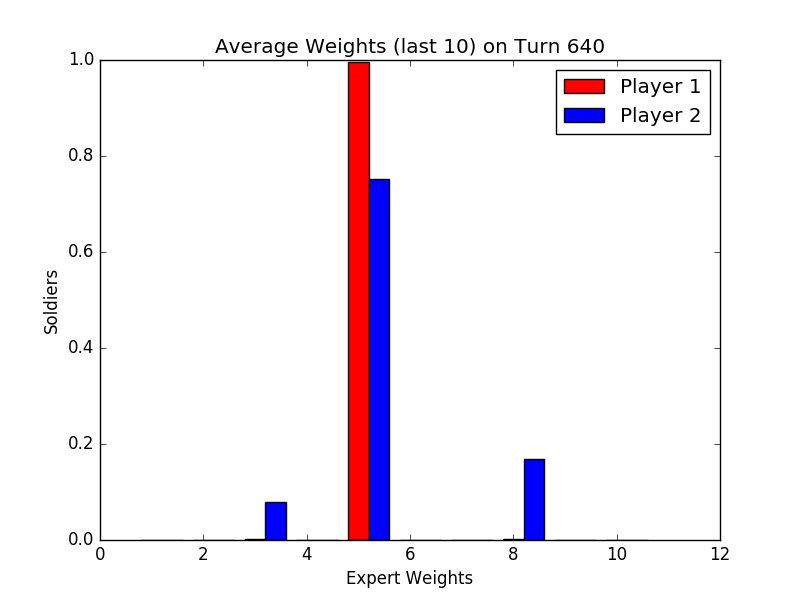 Average Weights (last 10) on Turn 640
Player 1
Player 2
1.0
0.8
0.6
0.4
0.2
0.0
Soldiers
0 2 4 6 8 10 12
Expert Weights